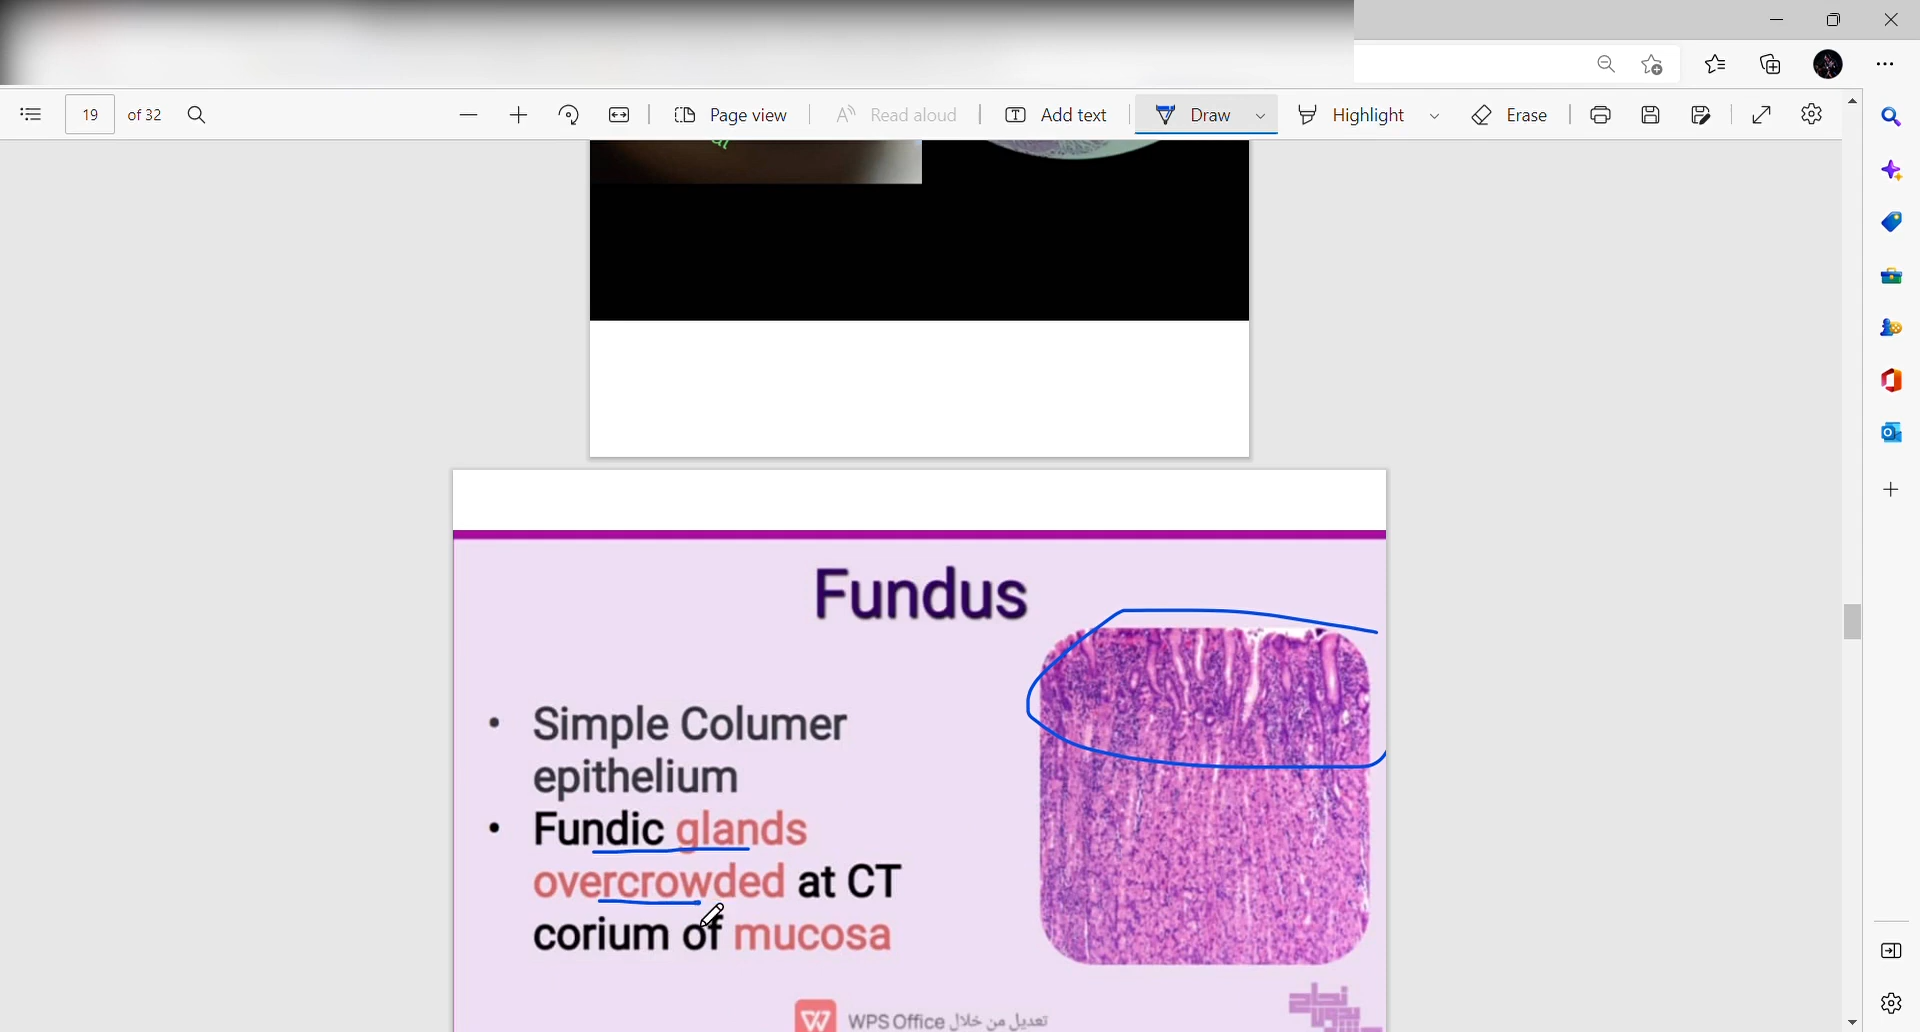 19 of 32
Page view
Read aloud
Add text
Draw
Highlight
Erase
Fundus
• Simple Columer
epithelium
• Fundic glands
overcrowded at CT
corium of mucosa
تعديل من خلال WPS Office